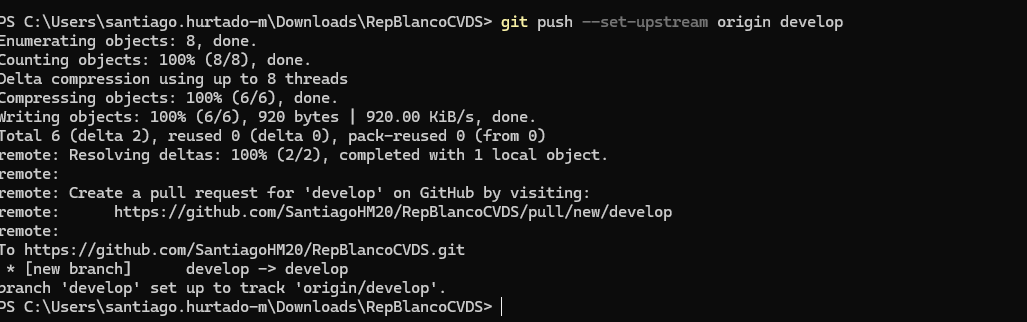 PS C:\Users\santiago.hurtado-m\Downloads\RepBlancoCVDS> git push --set-upstream origin develop
Enumerating objects: 8, done.
Counting objects: 100% (8/8), done.
Delta compression using up to 8 threads
Compressing objects: 100% (6/6), done.
Writing objects: 100% (6/6), 920 bytes | 920.00 KiB/s, done.
Total 6 (delta 2), reused 0 (delta 0), pack-reused 0 (from 0)
remote: Resolving deltas: 100% (2/2), completed with 1 local object.
remote:
remote: Create a pull request for 'develop' on GitHub by visiting:
remote:      https://github.com/SantiagoHM20/RepBlancoCVDS/pull/new/develop
remote:
To https://github.com/SantiagoHM20/RepBlancoCVDS.git
 * [new branch]      develop -> develop
branch 'develop' set up to track 'origin/develop'.
PS C:\Users\santiago.hurtado-m\Downloads\RepBlancoCVDS>